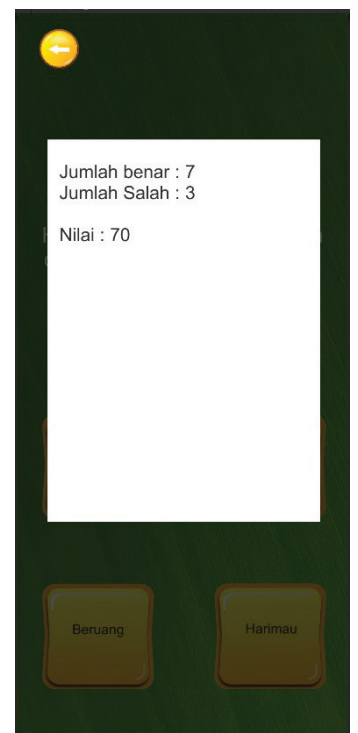 Jumlah benar : 7
Jumlah Salah : 3
Nilai : 70
Beruang
Harimau